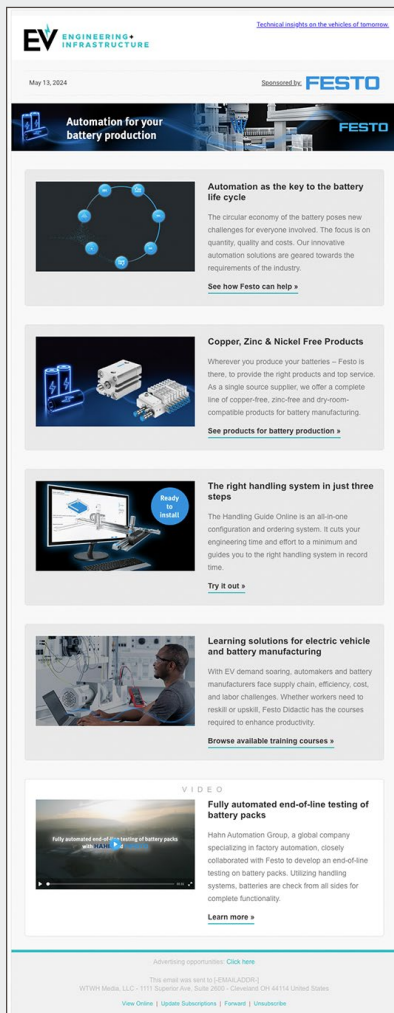 Technical insights on the vehicles of tomorrow.
EV ENGINEERING+
INFRASTRUCTURE
May 13, 2024
Sponsored by: FESTO
Automation for your
battery production
FESTO
Automation as the key to the battery
life cycle
The circular economy of the battery poses new
challenges for everyone involved. The focus is on
quantity, quality and costs. Our innovative
automation solutions are geared towards the
requirements of the industry.
See how Festo can help »
Copper, Zinc & Nickel Free Products
Wherever you produce your batteries – Festo is
there, to provide the right products and top service.
As a single source supplier, we offer a complete
line of copper-free, zinc-free and dry-room-
compatible products for battery manufacturing.
See products for battery production »
Ready
to
install
The right handling system in just three
steps
The Handling Guide Online is an all-in-one
configuration and ordering system. It cuts your
engineering time and effort to a minimum and
guides you to the right handling system in record
time.
Try it out »
Learning solutions for electric vehicle
and battery manufacturing
With EV demand soaring, automakers and battery
manufacturers face supply chain, efficiency, cost,
and labor challenges. Whether workers need to
reskill or upskill, Festo Didactic has the courses
required to enhance productivity.
Browse available training courses »
VIDEO
Fully automated end-of-line testing of battery packs
with HAHN
Fully automated end-of-line testing of
battery packs
Hahn Automation Group, a global company
specializing in factory automation, closely
collaborated with Festo to develop an end-of-line
testing on battery packs. Utilizing handling
systems, batteries are check from all sides for
complete functionality.
Learn more »
Advertising opportunities: Click here
This email was sent to [-EMAILADDR-]
WTWH Media, LLC - 1111 Superior Ave, Suite 2600 - Cleveland OH 44114 United States
View Online | Update Subscriptions | Forward | Unsubscribe